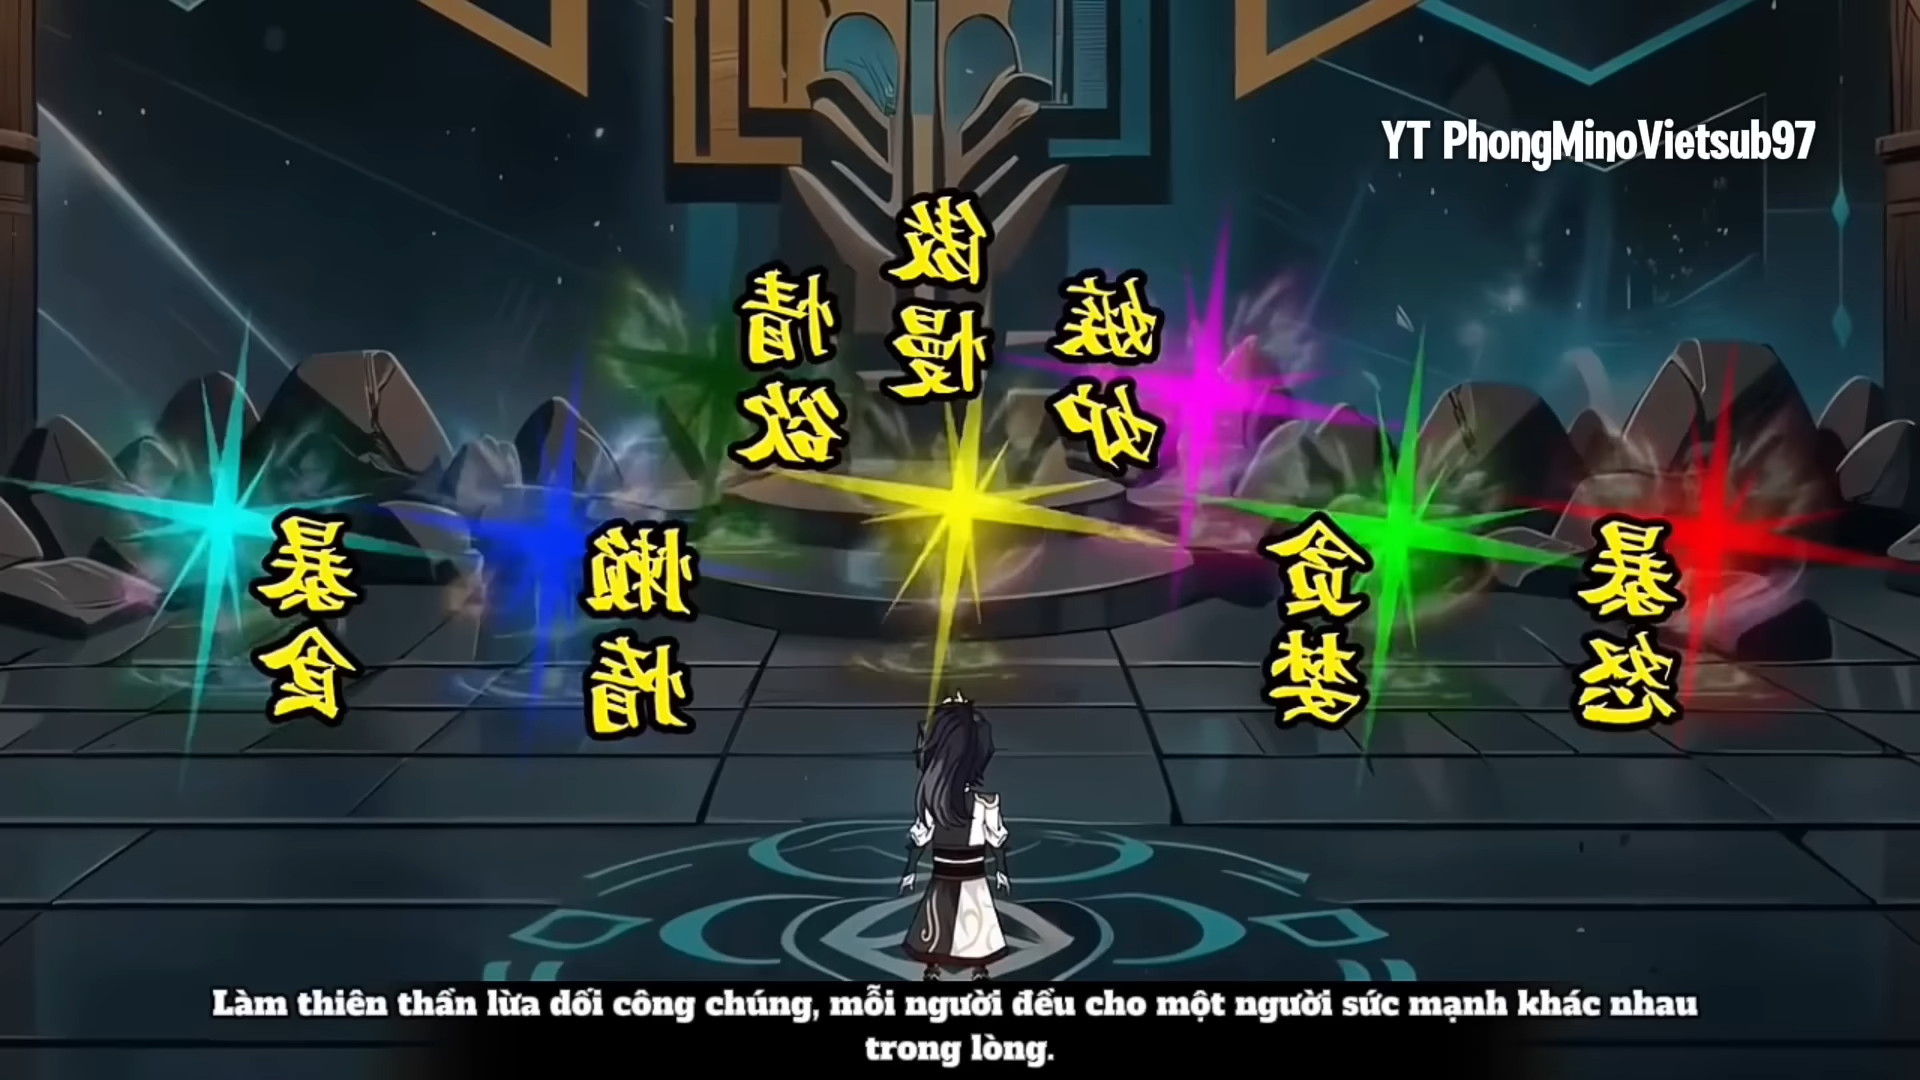 YT PhongMinoVietsub97
傲慢
情欲
嫉妒
暴食
懒惰
贪婪
暴怒
Làm thiên thần lừa dối công chúng, mỗi người đều cho một người sức mạnh khác nhau
trong lòng.